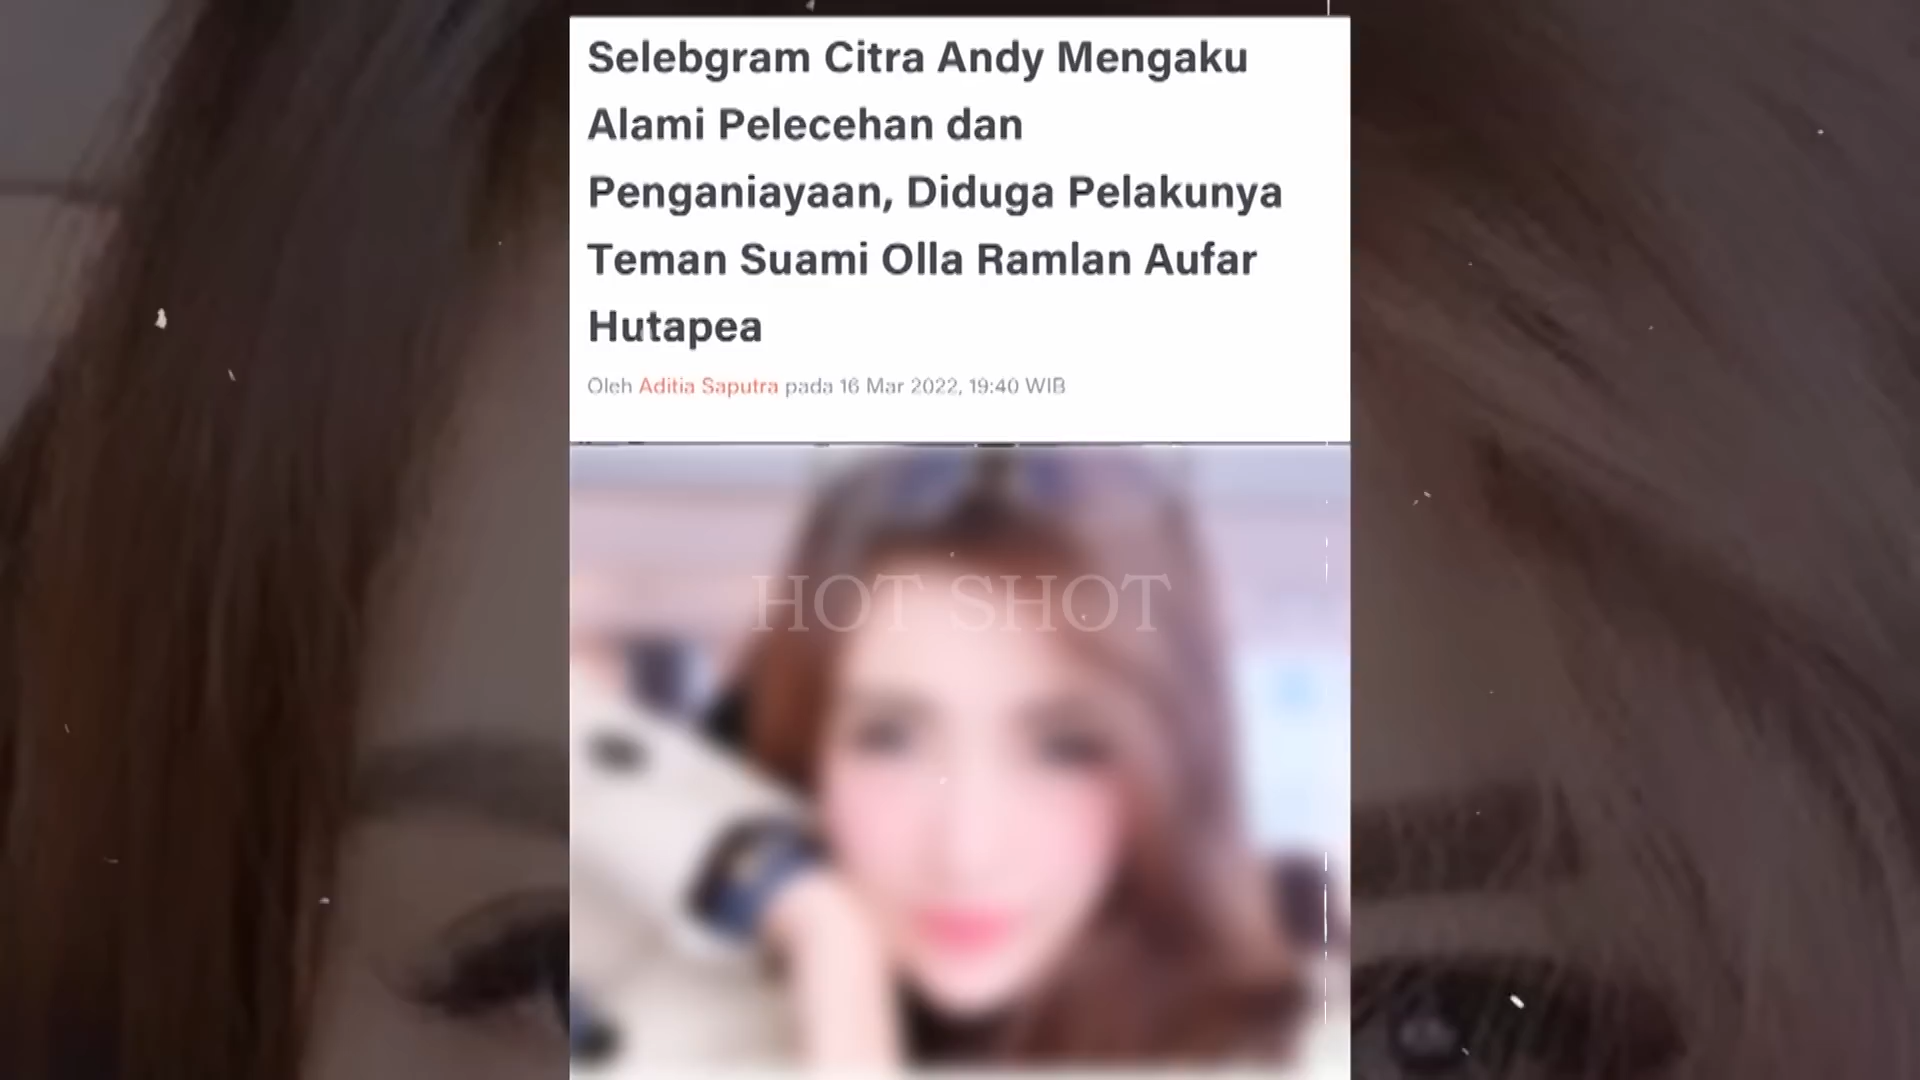 Selebgram Citra Andy Mengaku
Alami Pelecehan dan
Penganiayaan, Diduga Pelakunya
Teman Suami Olla Ramlan Aufar
Hutapea
Oleh Aditia Saputra pada 16 Mar 2022, 19:40 WIB
HOT SHOT